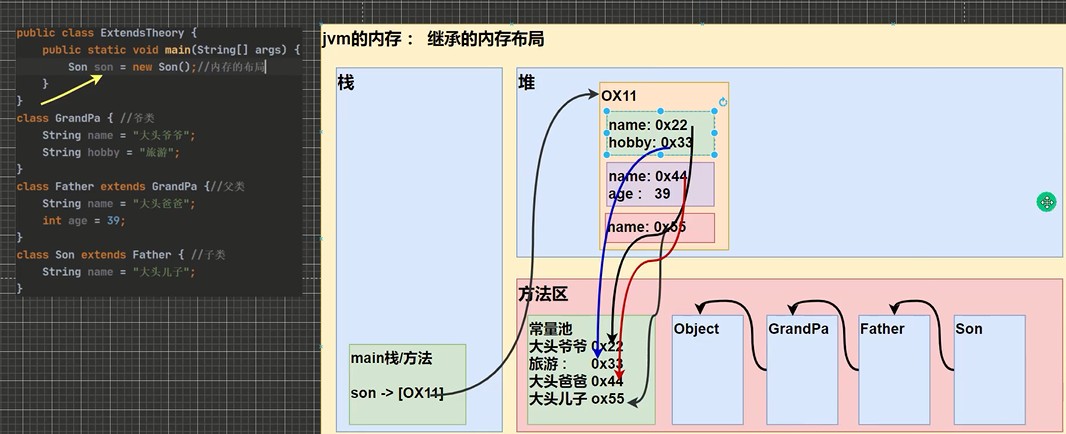 public class ExtendsTheory {
public static void main(String[] args) {
Son son = new Son();//内存的布局
}
}
class GrandPa { //爷类
String name = "大头爷爷";
String hobby = "旅游";
}
class Father extends GrandPa {//父类
String name = "大头爸爸";
int age = 39;
}
class Son extends Father { //子类
String name = "大头儿子";
}
jvm的内存： 继承的内存布局
栈
main栈/方法
son -> [OX11]
堆
OX11
name: 0x22
hobby: 0x33
name: 0x44
age： 39
name: 0x55
方法区
常量池
大头爷爷 0x22
旅游： 0x33
大头爸爸 0x44
大头儿子 ox55
Object
GrandPa
Father
Son